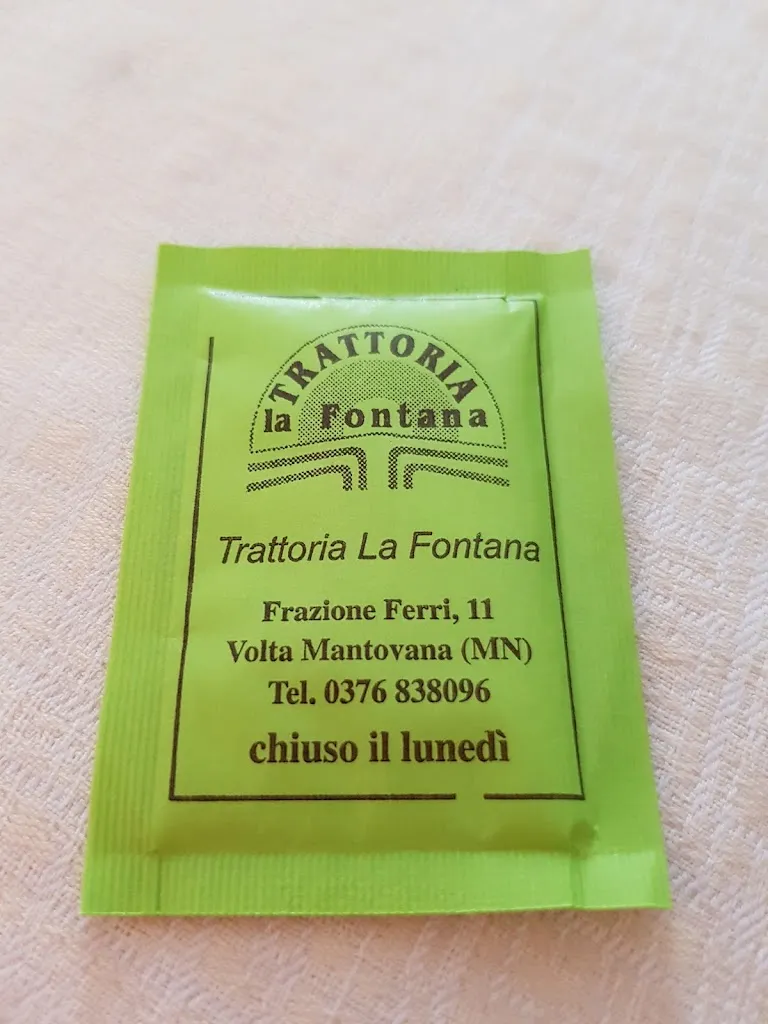 TRATTORIA
la Fontana
Trattoria La Fontana
Frazione Ferri, 11
Volta Mantovana (MN)
Tel. 0376 838096
chiuso il lunedì